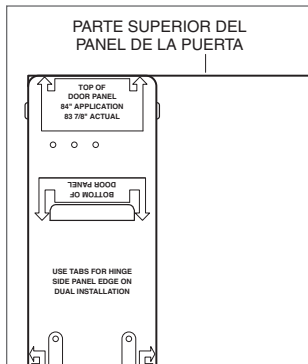 PARTE SUPERIOR DEL
PANEL DE LA PUERTA
TOP OF
DOOR PANEL
84" APPLICATION
83 7/8" ACTUAL
BOTTOM OF
DOOR PANEL
USE TABS FOR HINGE
SIDE PANEL EDGE ON
DUAL INSTALLATION